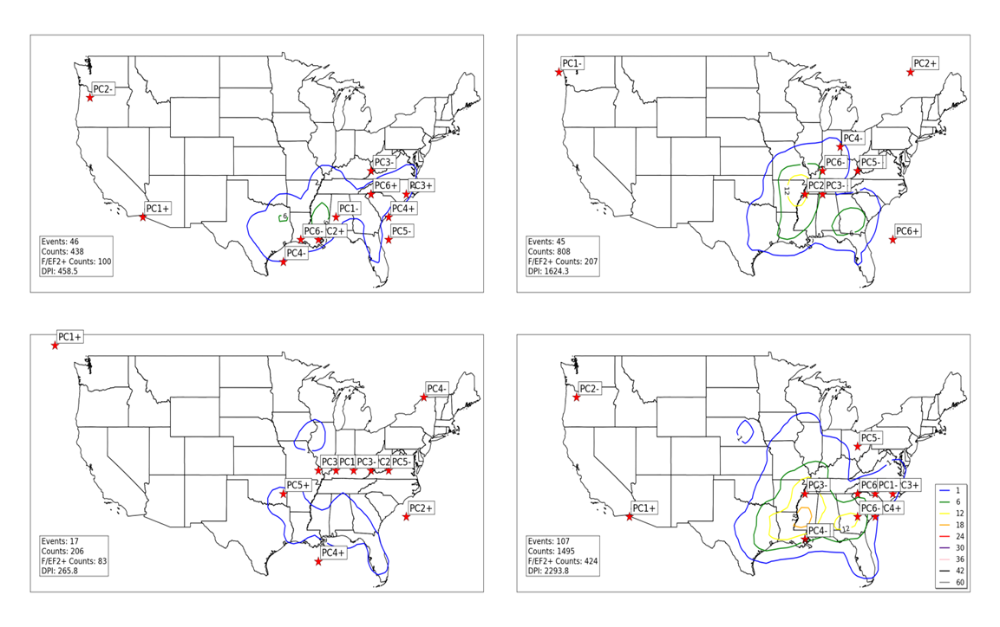 PC1-
PC2+
PC2-
PC4-
PC3-
PC6-
PC5-
PC6+
PC3+
12
PC2
PC3-
PC1+
PC1-
PC4+
6
PC6-
C2+
PC5-
PC6+
PC4-
Events: 46
Counts: 438
F/EF2+ Counts: 100
DPI: 458.5
Events: 45
Counts: 808
F/EF2+ Counts: 207
DPI: 1624.3
PC1+
PC4-
PC2-
PC5-
PC3
PC1
PC3-
C2
PC5-
PC5+
PC3-
PC6
PC1-
C3+
PC2+
PC1+
PC6-
C4+
12
18
PC4-
PC4+
Events: 17
Counts: 206
F/EF2+ Counts: 83
DPI: 265.8
Events: 107
Counts: 1495
F/EF2+ Counts: 424
DPI: 2293.8
1
6
12
18
24
30
36
42
60